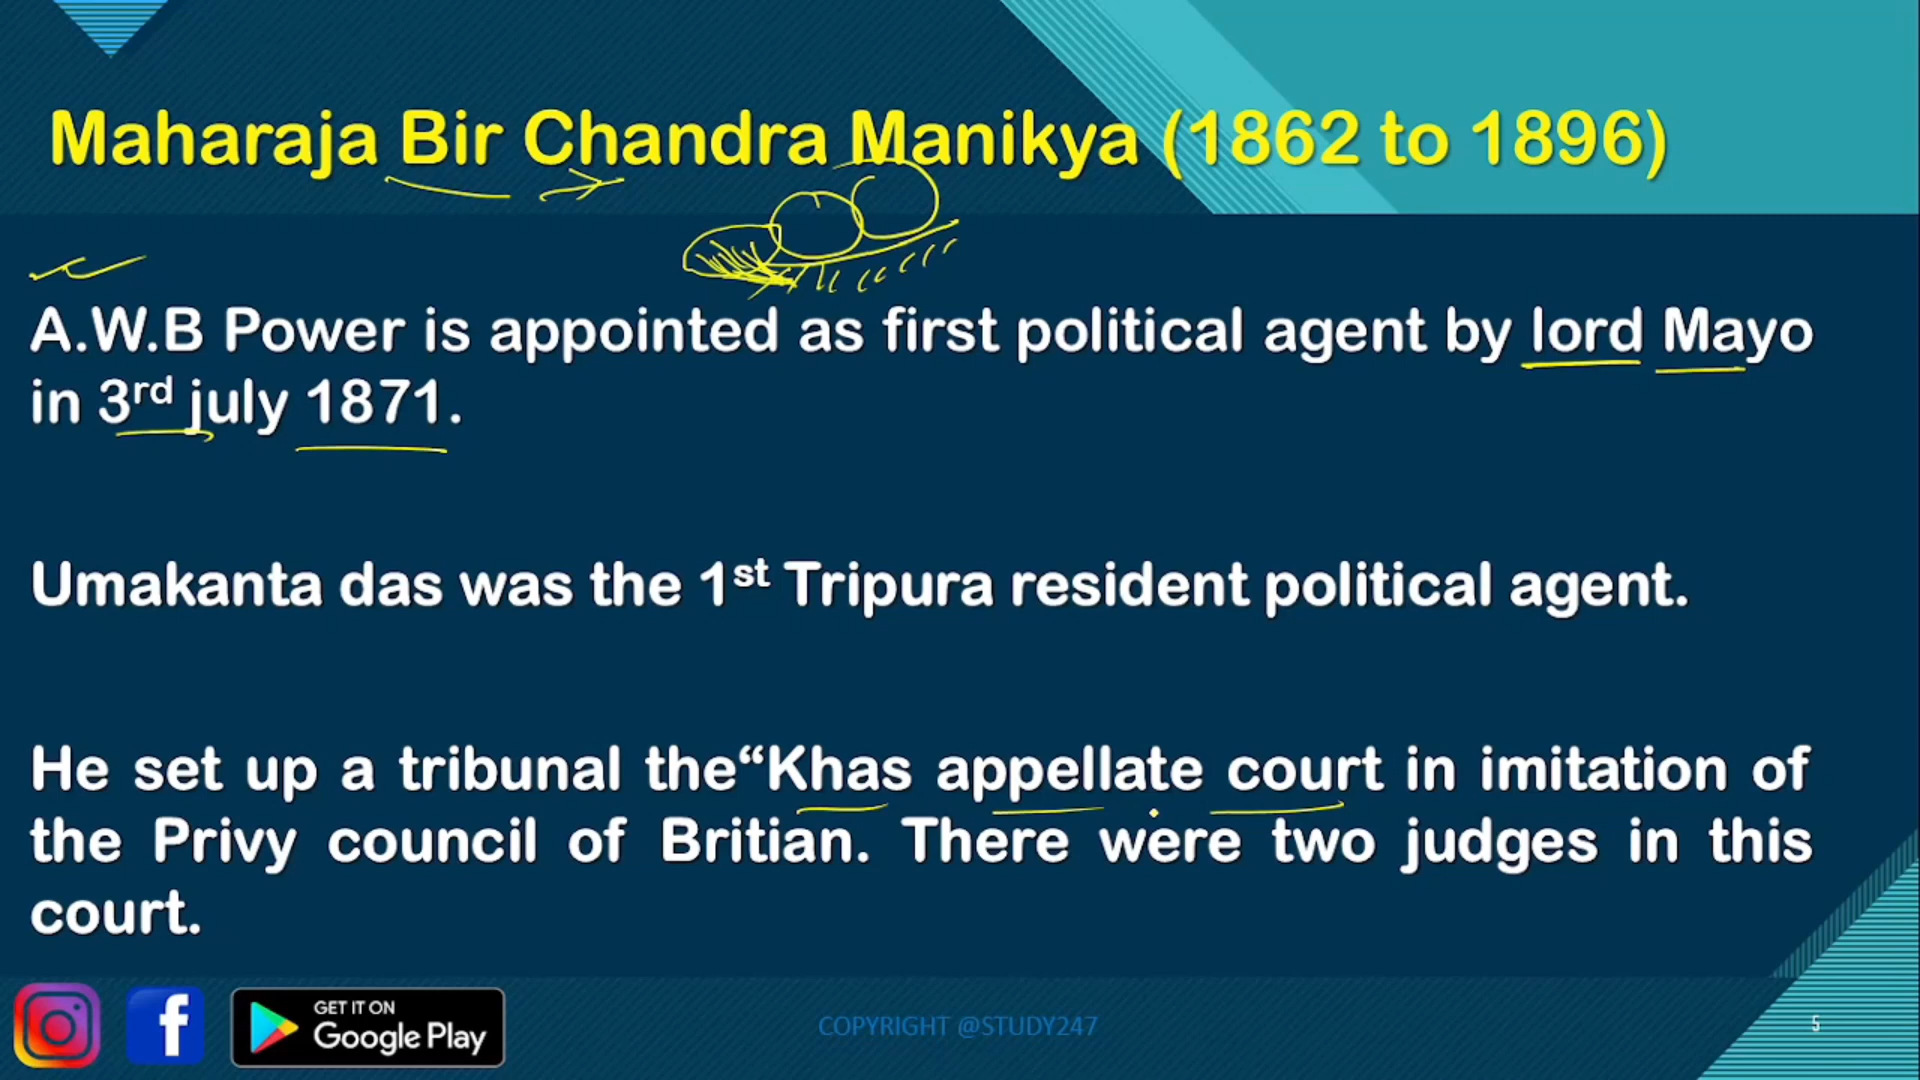 Maharaja Bir Chandra Manikya (1862 to 1896)
A.W.B Power is appointed as first political agent by lord Mayo
in 3rd july 1871.
Umakanta das was the 1st Tripura resident political agent.
He set up a tribunal the“Khas appellate court in imitation of
the Privy council of Britian. There were two judges in this
court.
GET IT ON
Google Play
COPYRIGHT @STUDY247
5